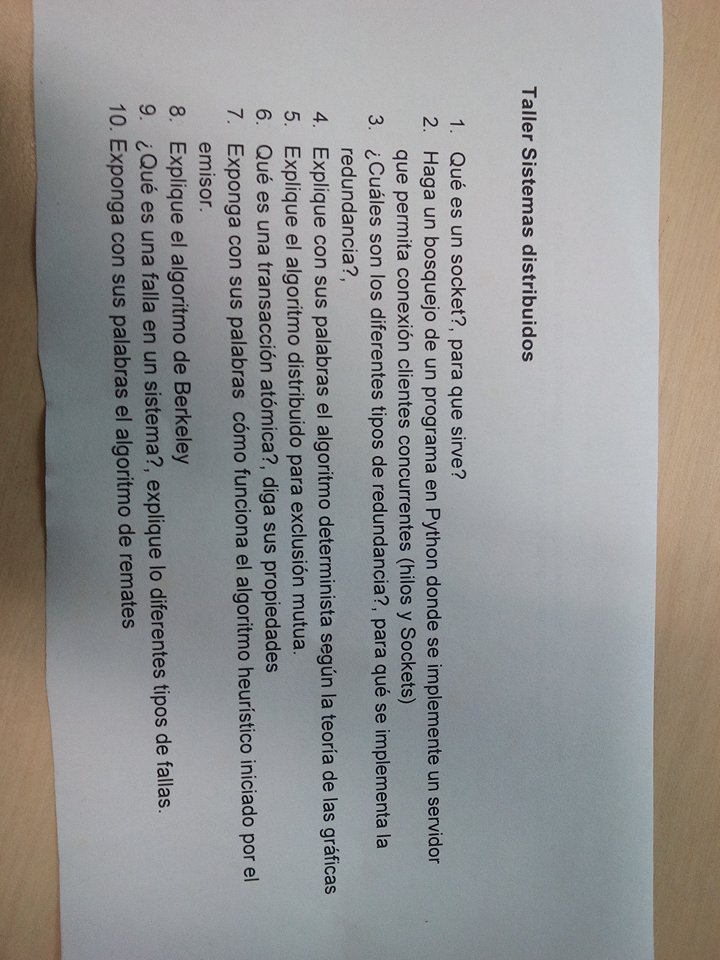 Taller Sistemas distribuidos
1. Qué es un socket?, para que sirve?
2. Haga un bosquejo de un programa en Python donde se implemente un servidor
que permita conexión clientes concurrentes (hilos y Sockets)
3. ¿Cuáles son los diferentes tipos de redundancia?, para qué se implementa la
redundancia?,
4. Explique con sus palabras el algoritmo determinista según la teoría de las gráficas
5. Explique el algoritmo distribuido para exclusión mutua.
6. Qué es una transacción atómica?, diga sus propiedades
7. Exponga con sus palabras cómo funciona el algoritmo heurístico iniciado por el
emisor.
8. Explique el algoritmo de Berkeley
9. ¿Qué es una falla en un sistema?, explique lo diferentes tipos de fallas.
10. Exponga con sus palabras el algoritmo de remates